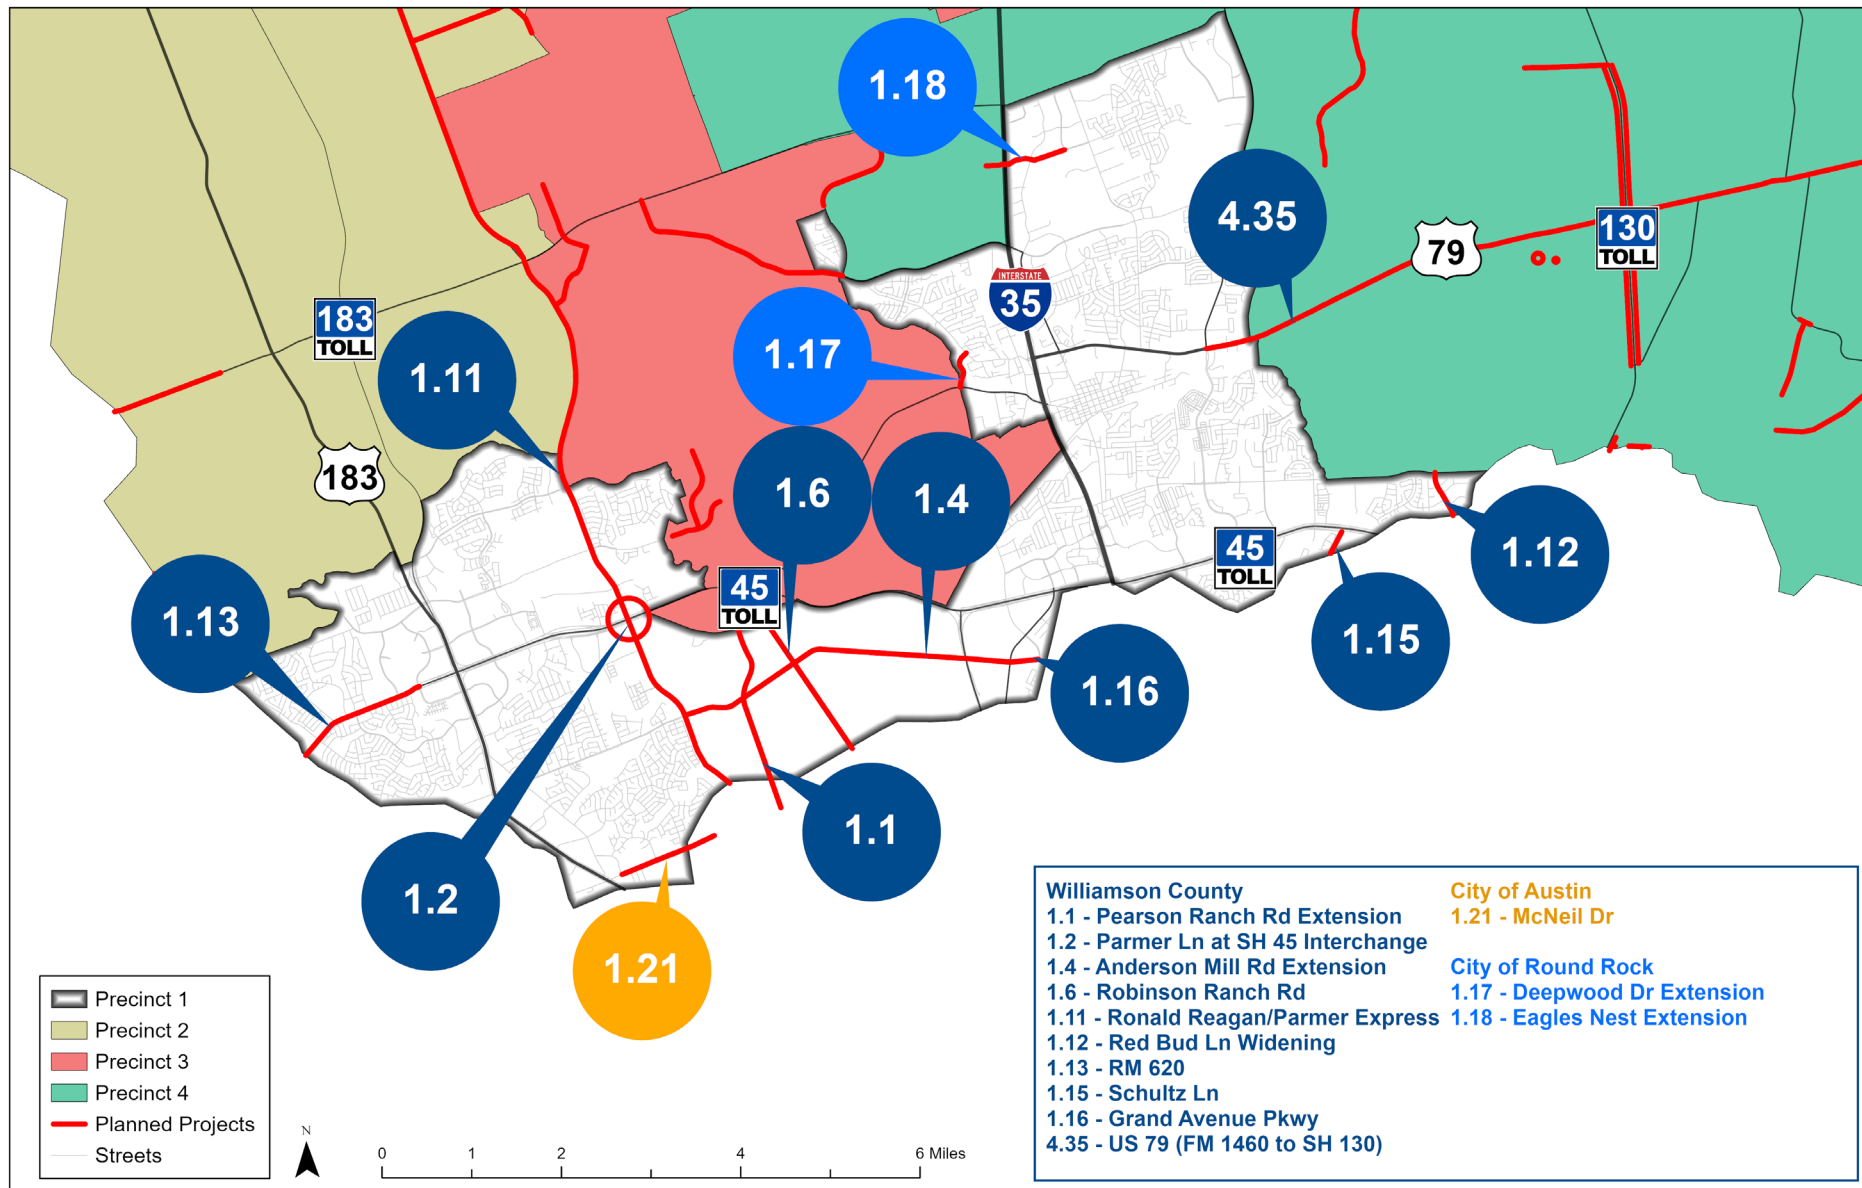 1.18
4.35
79
130
TOLL
INTERSTATE
35
183
TOLL
1.17
1.11
183
1.6
1.4
45
TOLL
1.12
45
TOLL
1.13
1.15
1.16
1.1
1.2
1.21
Williamson County
1.1 - Pearson Ranch Rd Extension
1.2 - Parmer Ln at SH 45 Interchange
1.4 - Anderson Mill Rd Extension
1.6 - Robinson Ranch Rd
1.11 - Ronald Reagan/Parmer Express
1.12 - Red Bud Ln Widening
1.13 - RM 620
1.15 - Schultz Ln
1.16 - Grand Avenue Pkwy
4.35 - US 79 (FM 1460 to SH 130)
City of Austin
1.21 - McNeil Dr
City of Round Rock
1.17 - Deepwood Dr Extension
1.18 - Eagles Nest Extension
Precinct 1
Precinct 2
Precinct 3
Precinct 4
Planned Projects
Streets
N
0 1 2 4 6 Miles